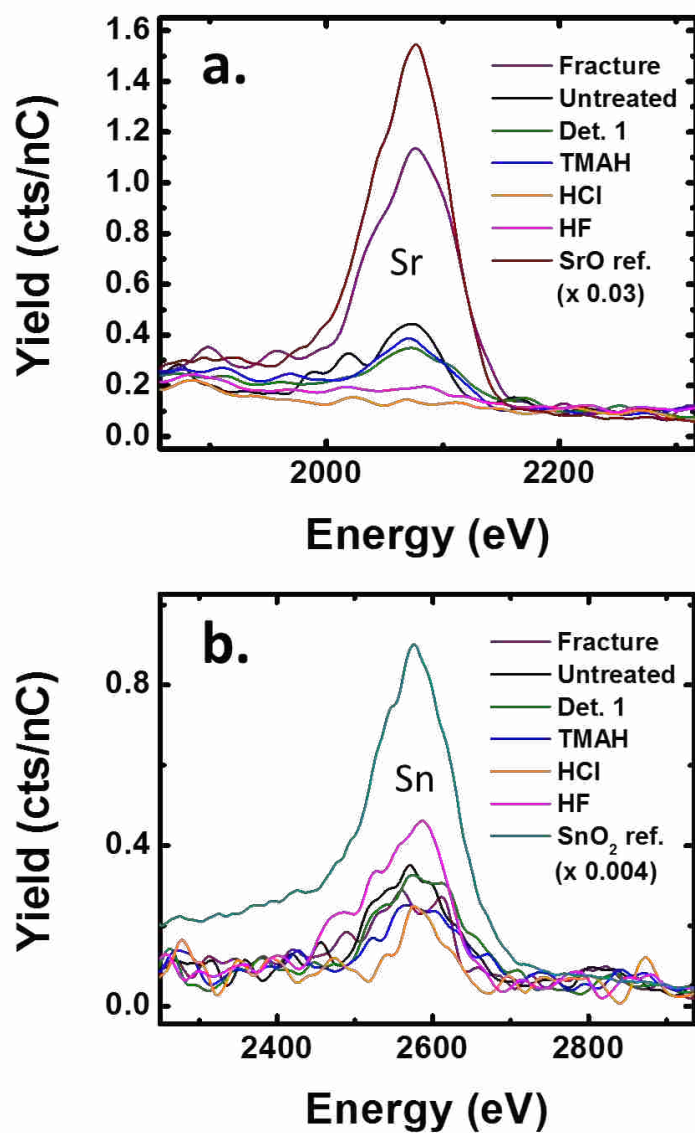 a.
Yield (cts/nC)
1.6
1.4
1.2
1.0
0.8
0.6
0.4
0.2
0.0
Fracture
Untreated
Det. 1
TMAH
HCl
HF
SrO ref.
(x 0.03)
Sr
2000
2200
Energy (eV)
b.
Yield (cts/nC)
0.8
0.4
0.0
Fracture
Untreated
Det. 1
TMAH
HCl
HF
SnO₂ ref.
(x 0.004)
Sn
2400
2600
2800
Energy (eV)